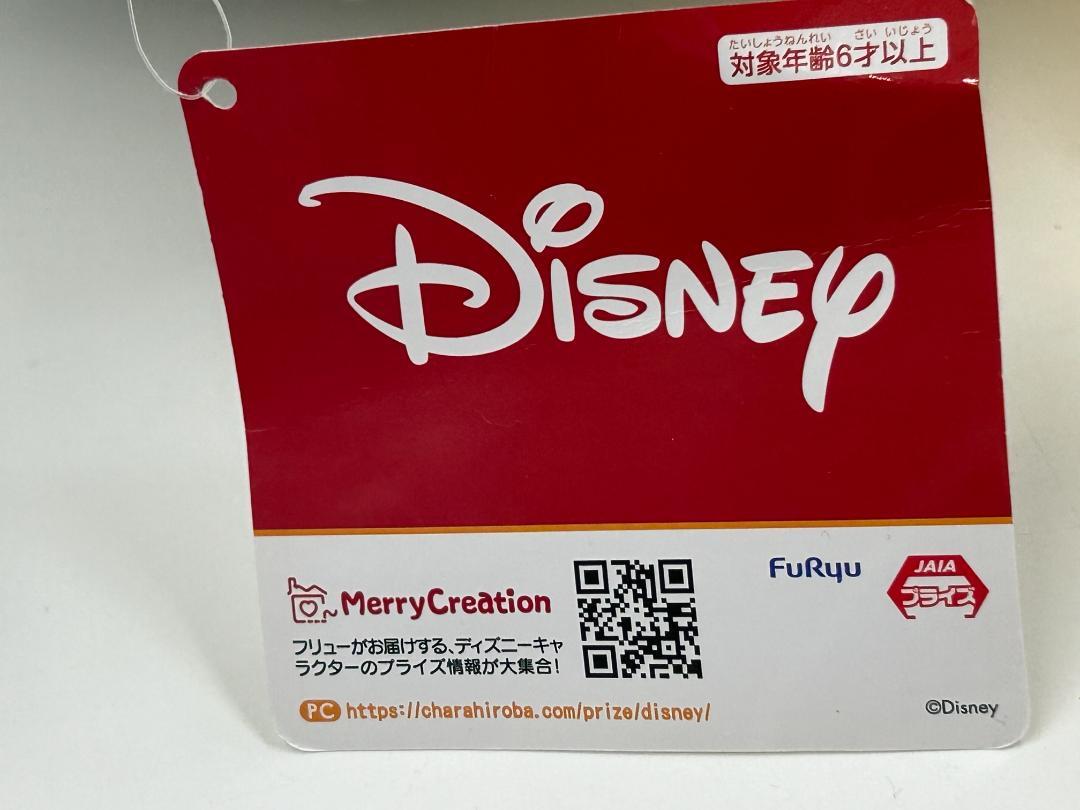 たいしょうねんれい さい いじょう
対象年齢6才以上
Disney
MerryCreation
フリューがお届けする、ディズニーキャ
ラクターのプライズ情報が大集合!
PC https://charahiroba.com/prize/disney/
FuRyu
JAIA
プライズ
©Disney